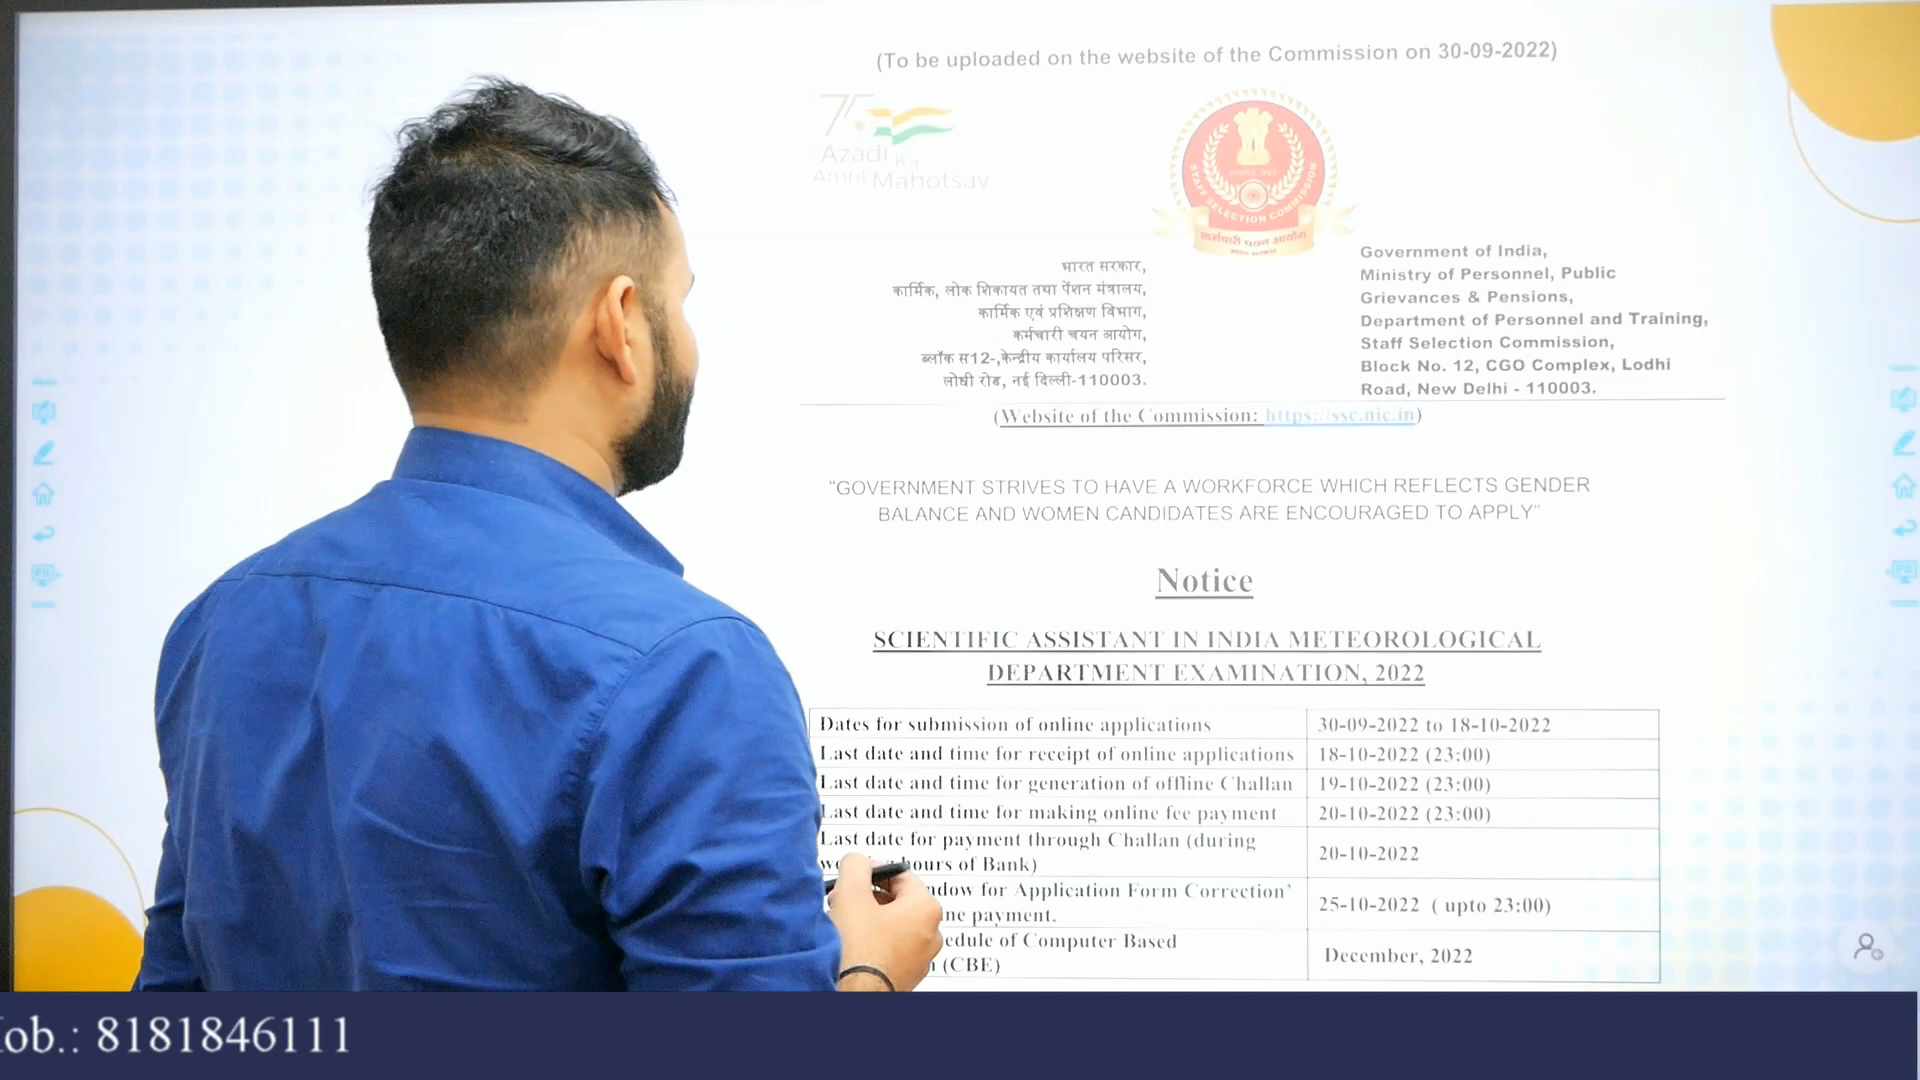 (To be uploaded on the website of the Commission on 30-09-2022)
75
Azadi Ka
Amrit Mahotsav
STAFF SELECTION COMMISSION
कर्मचारी चयन आयोग
भारत सरकार,
कार्मिक, लोक शिकायत तथा पेंशन मंत्रालय,
कार्मिक एवं प्रशिक्षण विभाग,
कर्मचारी चयन आयोग,
ब्लॉक स12-,केन्द्रीय कार्यालय परिसर,
लोधी रोड, नई दिल्ली-110003.
Government of India,
Ministry of Personnel, Public
Grievances & Pensions,
Department of Personnel and Training,
Staff Selection Commission,
Block No. 12, CGO Complex, Lodhi
Road, New Delhi - 110003.
(Website of the Commission: https://ssc.nic.in)
“GOVERNMENT STRIVES TO HAVE A WORKFORCE WHICH REFLECTS GENDER
BALANCE AND WOMEN CANDIDATES ARE ENCOURAGED TO APPLY”
Notice
SCIENTIFIC ASSISTANT IN INDIA METEOROLOGICAL
DEPARTMENT EXAMINATION, 2022
Dates for submission of online applications 30-09-2022 to 18-10-2022
Last date and time for receipt of online applications 18-10-2022 (23:00)
Last date and time for generation of offline Challan 19-10-2022 (23:00)
Last date and time for making online fee payment 20-10-2022 (23:00)
Last date for payment through Challan (during
hours of Bank) 20-10-2022
for Application Form Correction’
payment. 25-10-2022 ( upto 23:00)
of Computer Based
(CBE) December, 2022
8181846111